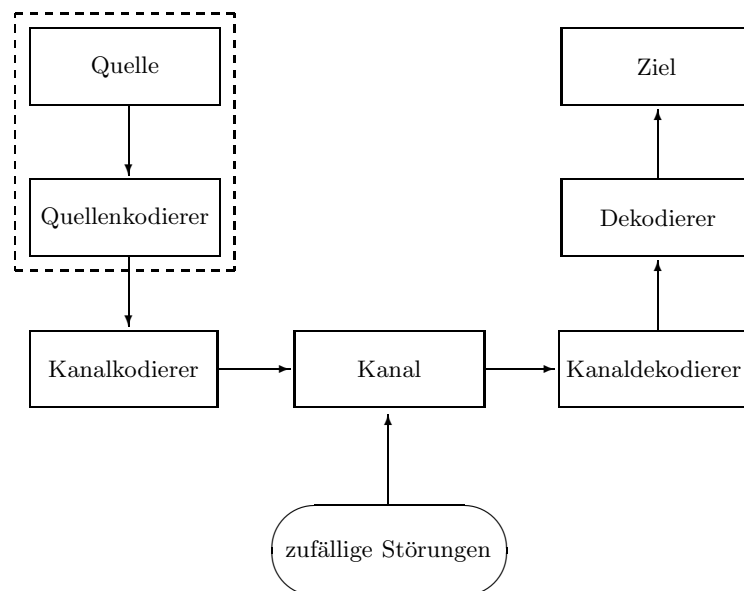 Quelle
Ziel
Quellenkodierer
Dekodierer
Kanalkodierer
Kanal
Kanaldekodierer
zufällige Störungen